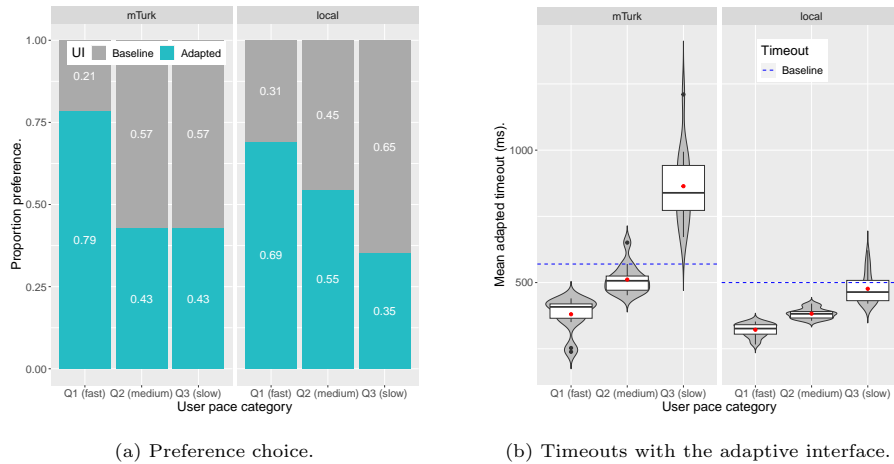 mTurk
local
UI Baseline Adapted
1.00
0.75
0.50
0.25
0.00
Proportion preference.
0.21
0.79
0.57
0.43
0.57
0.43
0.31
0.69
0.45
0.55
0.65
0.35
Q1 (fast) Q2 (medium) Q3 (slow)
Q1 (fast) Q2 (medium) Q3 (slow)
User pace category
(a) Preference choice.
mTurk
local
Timeout
Baseline
1000
500
Mean adapted timeout (ms).
Q1 (fast) Q2 (medium) Q3 (slow)
Q1 (fast) Q2 (medium) Q3 (slow)
User pace category
(b) Timeouts with the adaptive interface.